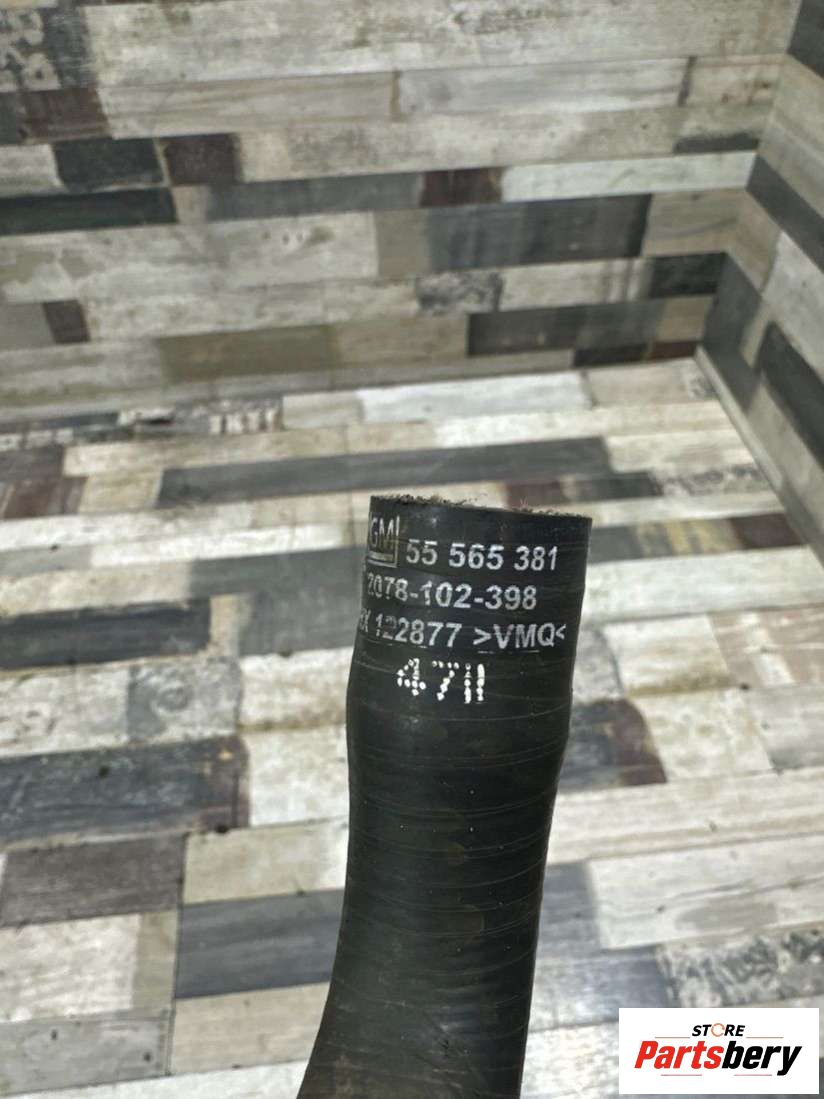 GM 55 565 381
2078-102-398
122877 >VMQ<
4711
STORE
Partsbery